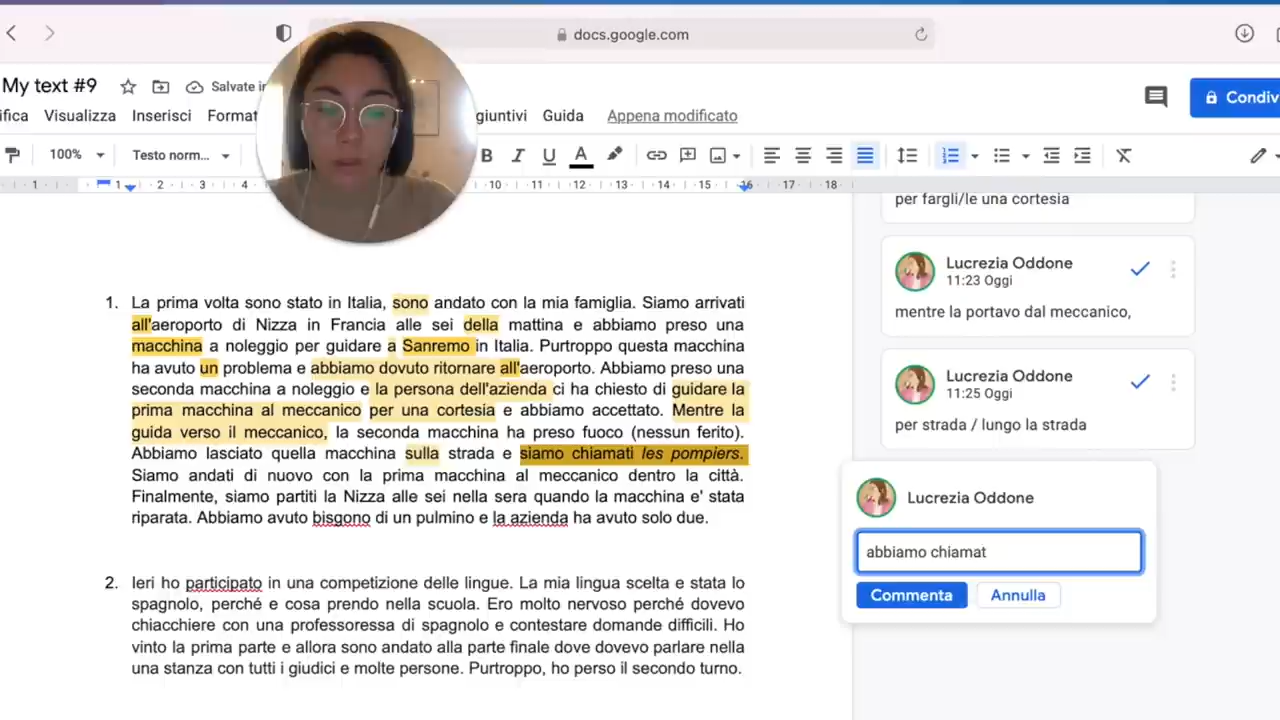 docs.google.com
My text #9
Salvate in
ifica Visualizza Inserisci Format
giuntivi Guida Appena modificato
Condiv
100% Testo norm...
1 1 2 3 4 10 11 12 13 14 15 16 17 18
per fargli/le una cortesia
Lucrezia Oddone
11:23 Oggi
mentre la portavo dal meccanico,
Lucrezia Oddone
11:25 Oggi
per strada / lungo la strada
Lucrezia Oddone
abbiamo chiamat
Commenta Annulla
1. La prima volta sono stato in Italia, sono andato con la mia famiglia. Siamo arrivati
all'aeroporto di Nizza in Francia alle sei della mattina e abbiamo preso una
macchina a noleggio per guidare a Sanremo in Italia. Purtroppo questa macchina
ha avuto un problema e abbiamo dovuto ritornare all'aeroporto. Abbiamo preso una
seconda macchina a noleggio e la persona dell'azienda ci ha chiesto di guidare la
prima macchina al meccanico per una cortesia e abbiamo accettato. Mentre la
guida verso il meccanico, la seconda macchina ha preso fuoco (nessun ferito).
Abbiamo lasciato quella macchina sulla strada e siamo chiamati les pompiers.
Siamo andati di nuovo con la prima macchina al meccanico dentro la città.
Finalmente, siamo partiti la Nizza alle sei nella sera quando la macchina e' stata
riparata. Abbiamo avuto bisgono di un pulmino e la azienda ha avuto solo due.
2. Ieri ho participato in una competizione delle lingue. La mia lingua scelta e stata lo
spagnolo, perché e cosa prendo nella scuola. Ero molto nervoso perché dovevo
chiacchiere con una professoressa di spagnolo e contestare domande difficili. Ho
vinto la prima parte e allora sono andato alla parte finale dove dovevo parlare nella
una stanza con tutti i giudici e molte persone. Purtroppo, ho perso il secondo turno.